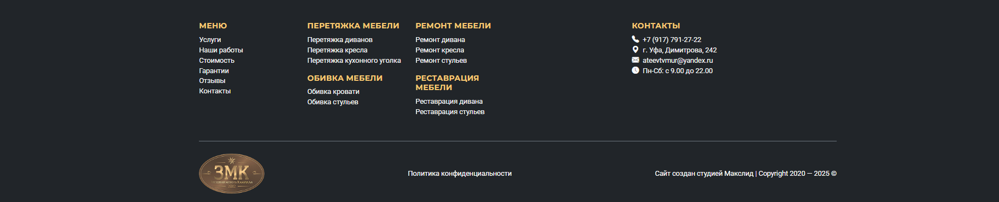 МЕНЮ
Услуги
Наши работы
Стоимость
Гарантии
Отзывы
Контакты
ПЕРЕТЯЖКА МЕБЕЛИ
Перетяжка диванов
Перетяжка кресла
Перетяжка кухонного уголка
ОБИВКА МЕБЕЛИ
Обивка кровати
Обивка стульев
РЕМОНТ МЕБЕЛИ
Ремонт дивана
Ремонт кресла
Ремонт стульев
РЕСТАВРАЦИЯ
МЕБЕЛИ
Реставрация дивана
Реставрация стульев
КОНТАКТЫ
+7 (917) 791-27-22
г. Уфа, Димитрова, 242
ateevtvmur@yandex.ru
Пн-Сб: с 9.00 до 22.00
ЗМК
мебель Камилла
2012
Политика конфиденциальности
Сайт создан студией Макслид | Copyright 2020 — 2025 ©